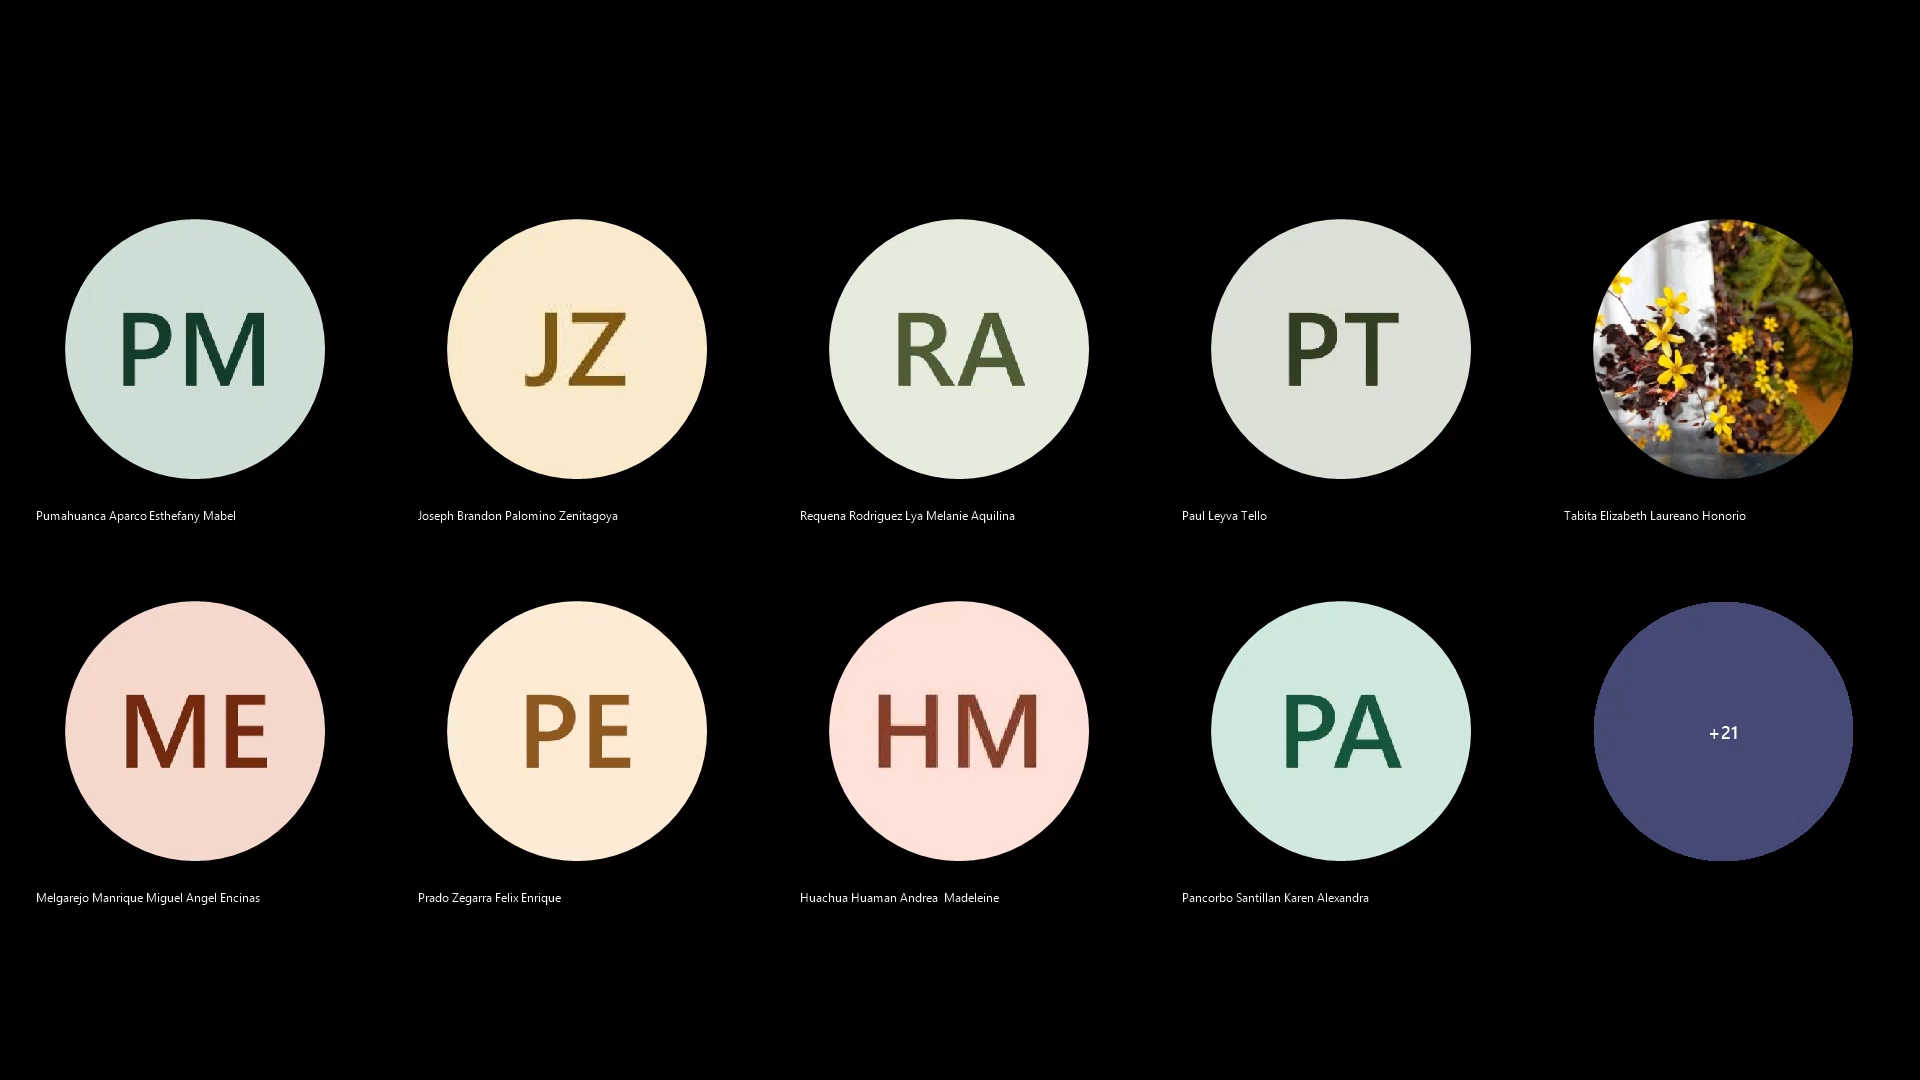 PM
JZ
RA
PT
Pumahuanca Aparco Esthefany Mabel
Joseph Brandon Palomino Zenitagoya
Requena Rodriguez Lya Melanie Aquilina
Paul Leyva Tello
Tabita Elizabeth Laureano Honorio
ME
PE
HM
PA
+21
Melgarejo Manrique Miguel Angel Encinas
Prado Zegarra Felix Enrique
Huachua Huaman Andrea  Madeleine
Pancorbo Santillan Karen Alexandra